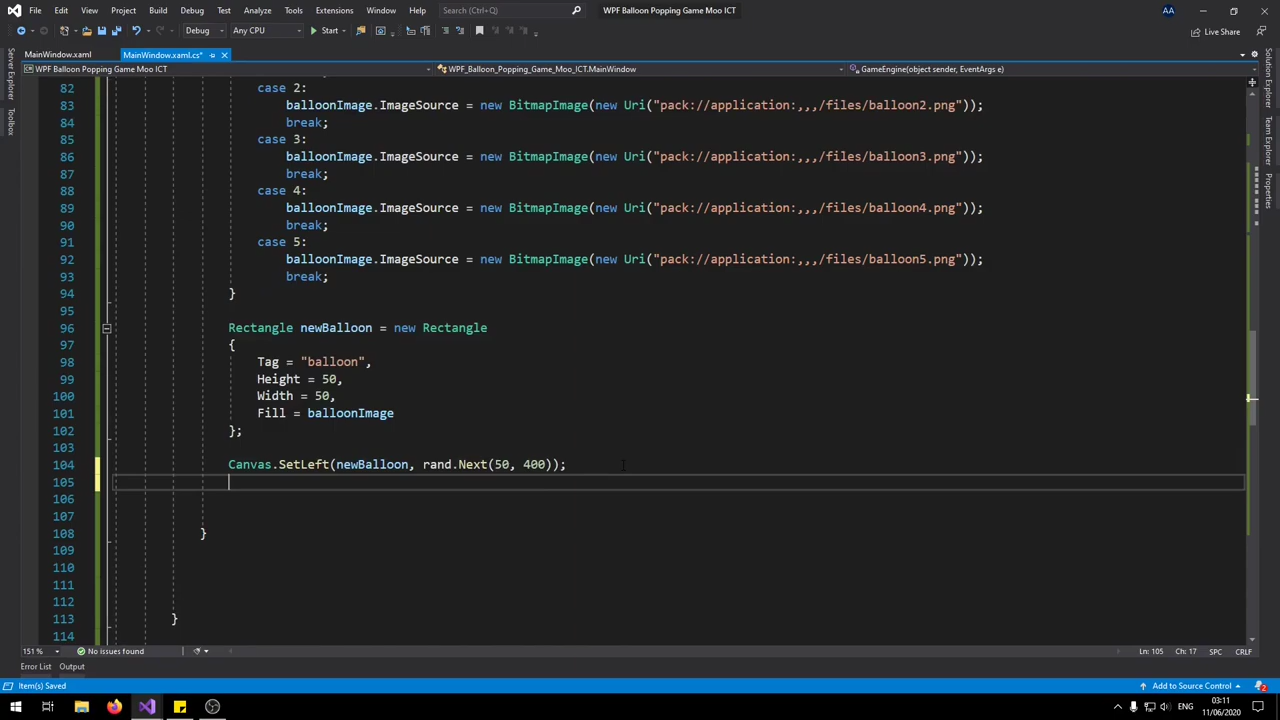 File Edit View Project Build Debug Test Analyze Tools Extensions Window Help Search (Ctrl+Q) WPF Balloon Popping Game Moo ICT AA
Debug Any CPU Start Live Share
MainWindow.xaml MainWindow.xaml.cs*
WPF Balloon Popping Game Moo ICT WPF_Balloon_Popping_Game_Moo_ICT.MainWindow GameEngine(object sender, EventArgs e)
Server Explorer
Toolbox
Solution Explorer
Team Explorer
Properties
82 case 2:
83 balloonImage.ImageSource = new BitmapImage(new Uri("pack://application:,,,/files/balloon2.png"));
84 break;
85 case 3:
86 balloonImage.ImageSource = new BitmapImage(new Uri("pack://application:,,,/files/balloon3.png"));
87 break;
88 case 4:
89 balloonImage.ImageSource = new BitmapImage(new Uri("pack://application:,,,/files/balloon4.png"));
90 break;
91 case 5:
92 balloonImage.ImageSource = new BitmapImage(new Uri("pack://application:,,,/files/balloon5.png"));
93 break;
94 }
95
96 Rectangle newBalloon = new Rectangle
97 {
98 Tag = "balloon",
99 Height = 50,
100 Width = 50,
101 Fill = balloonImage
102 };
103
104 Canvas.SetLeft(newBalloon, rand.Next(50, 400));
105
106
107
108 }
109
110
111
112
113 }
114
151 % No issues found Ln: 105 Ch: 17 SPC CRLF
Error List Output
Item(s) Saved Add to Source Control 2
ENG 03:11
11/06/2020